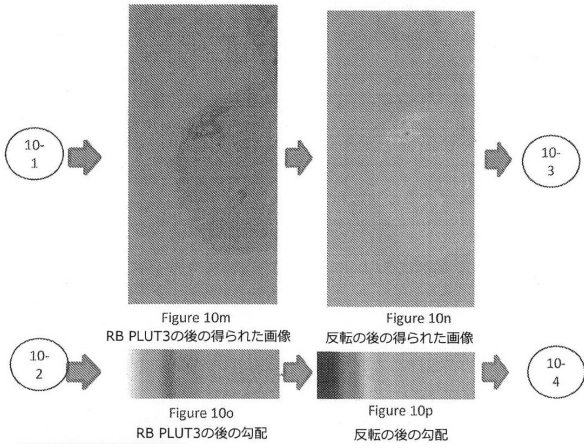 10-
1
10-
3
Figure 10m
RB PLUT3の後の得られた画像
Figure 10n
反転の後の得られた画像
10-
2
10-
4
Figure 10o
RB PLUT3の後の勾配
Figure 10p
反転の後の勾配